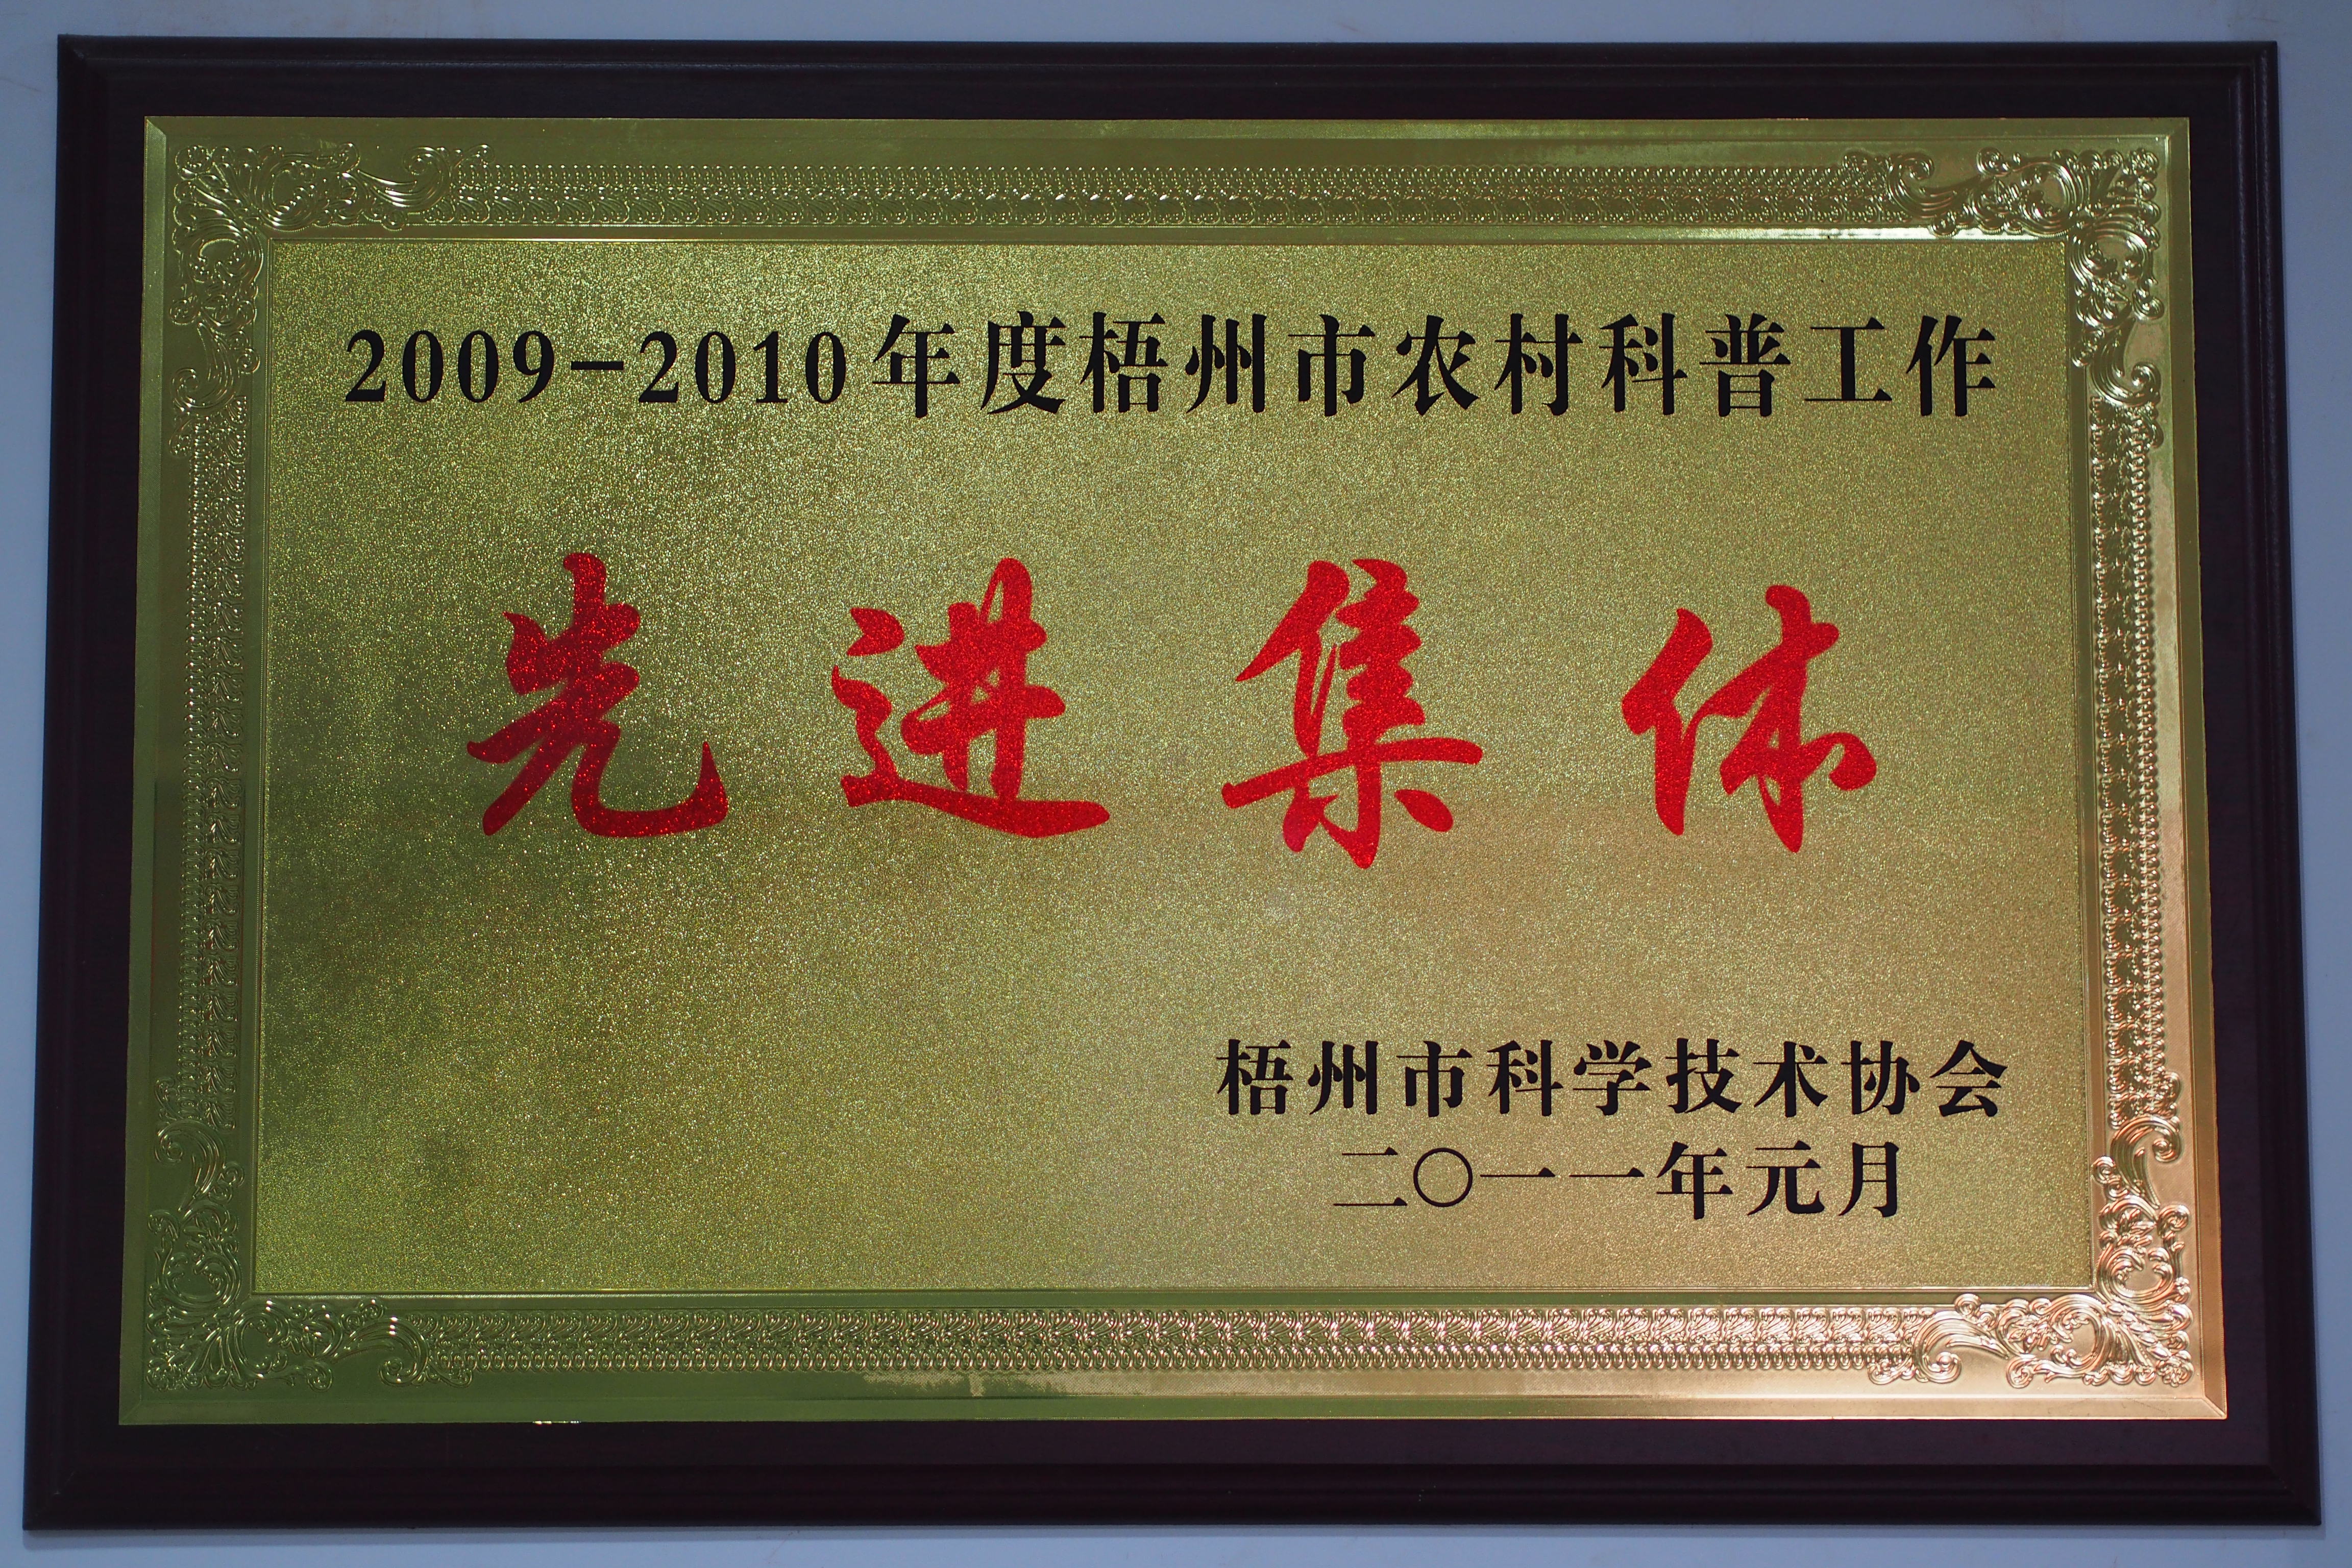 2009-2010年度梧州市农村科普工作
先进集体
梧州市科学技术协会
二〇一一年元月